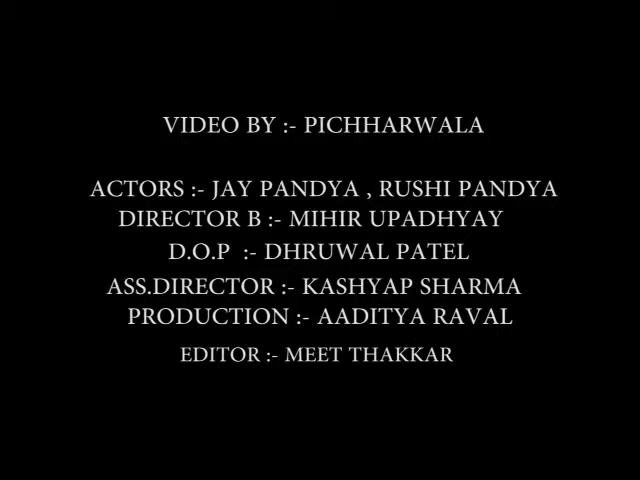 VIDEO BY :- PICHHARWALA
ACTORS :- JAY PANDYA , RUSHI PANDYA
DIRECTOR B :- MIHIR UPADHYAY
D.O.P :- DHRUWAL PATEL
ASS.DIRECTOR :- KASHYAP SHARMA
PRODUCTION :- AADITYA RAVAL
EDITOR :- MEET THAKKAR